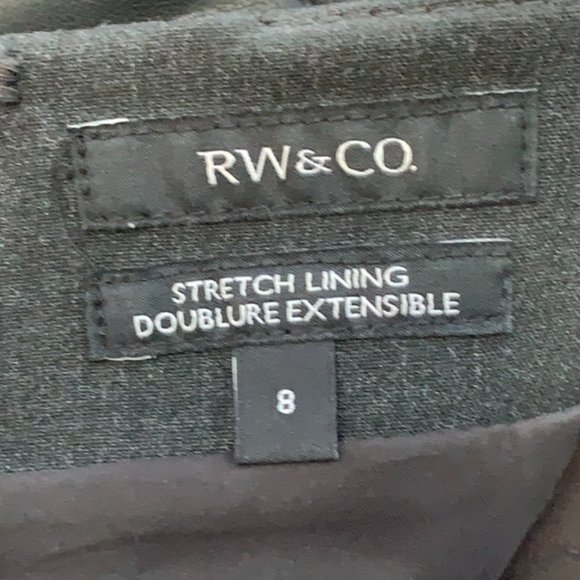 RW&CO.
STRETCH LINING
DOUBLURE EXTENSIBLE
8